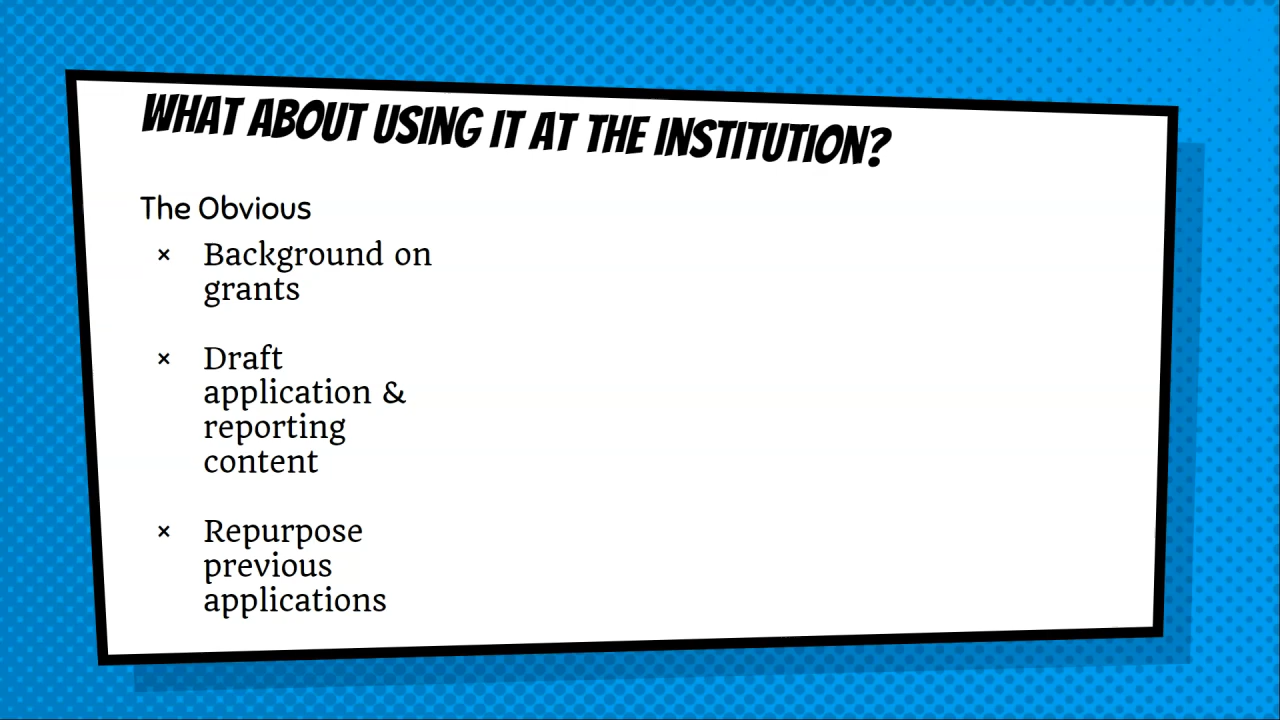 WHAT ABOUT USING IT AT THE INSTITUTION?
The Obvious
× Background on
grants
× Draft
application &
reporting
content
× Repurpose
previous
applications